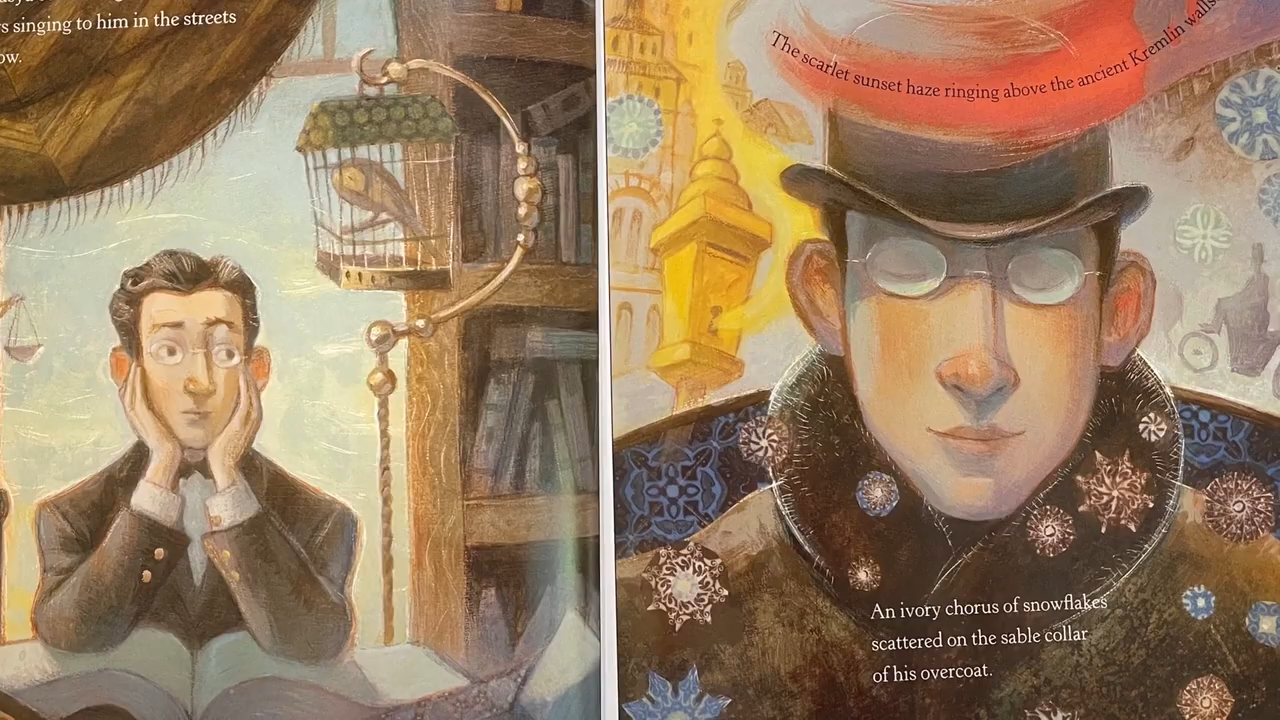 singing to him in the streets
The scarlet sunset haze ringing above the ancient Kremlin walls
An ivory chorus of snowflakes
scattered on the sable collar
of his overcoat.